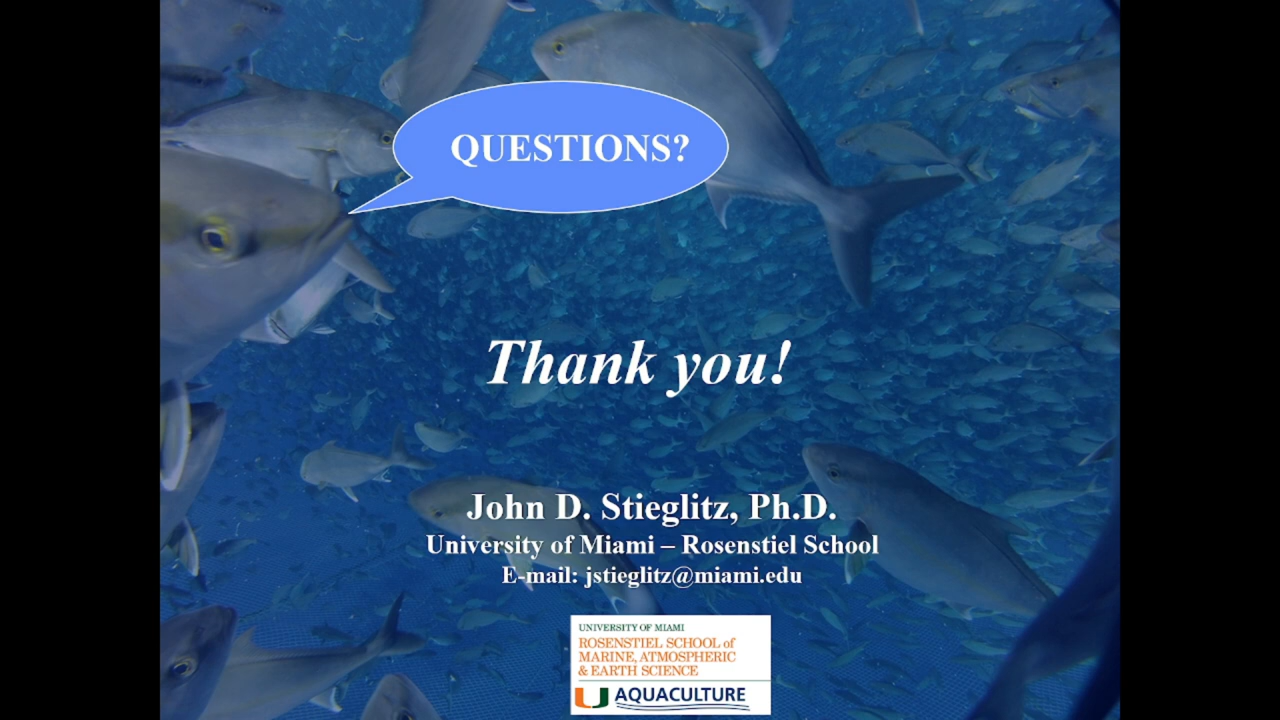 QUESTIONS?
Thank you!
John D. Stieglitz, Ph.D.
University of Miami – Rosenstiel School
E-mail: jstieglitz@miami.edu
UNIVERSITY OF MIAMI
ROSENSTIEL SCHOOL of
MARINE, ATMOSPHERIC
& EARTH SCIENCE
U AQUACULTURE